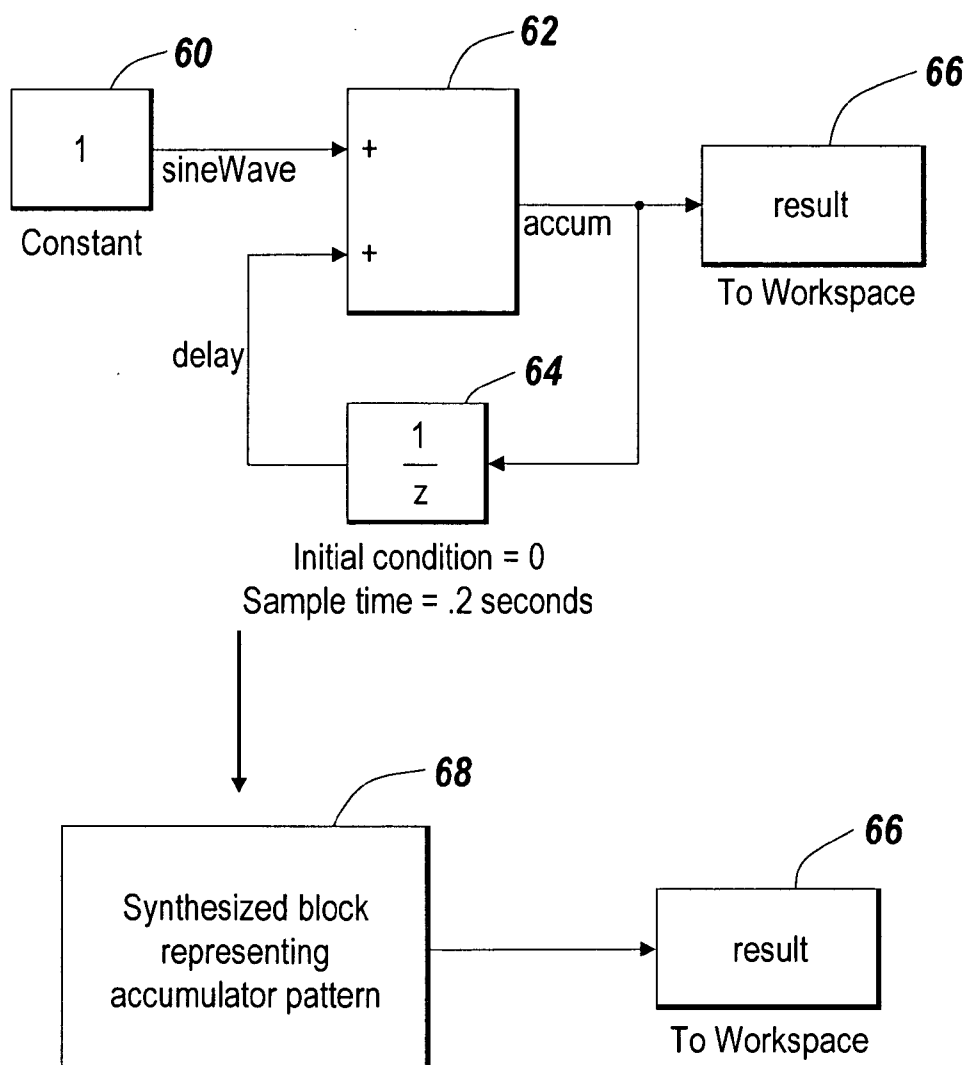 60
62
66
1
+
sineWave
result
Constant
+
accum
To Workspace
delay
64
1
z
Initial condition = 0
Sample time = .2 seconds
68
66
Synthesized block
representing
accumulator pattern
result
To Workspace